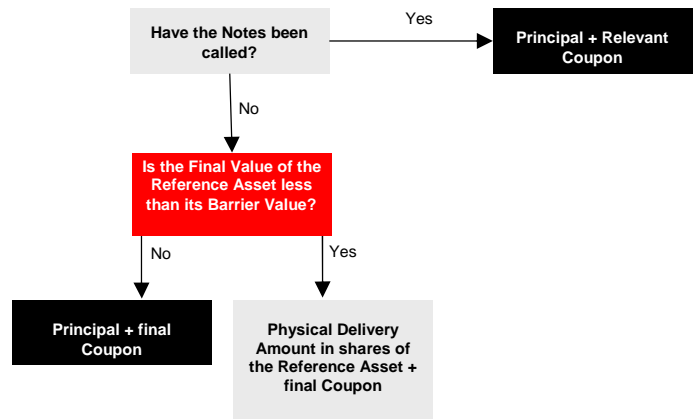 Have the Notes been
called?
Yes
Principal + Relevant
Coupon
No
Is the Final Value of the
Reference Asset less
than its Barrier Value?
No
Yes
Principal + final
Coupon
Physical Delivery
Amount in shares of
the Reference Asset +
final Coupon